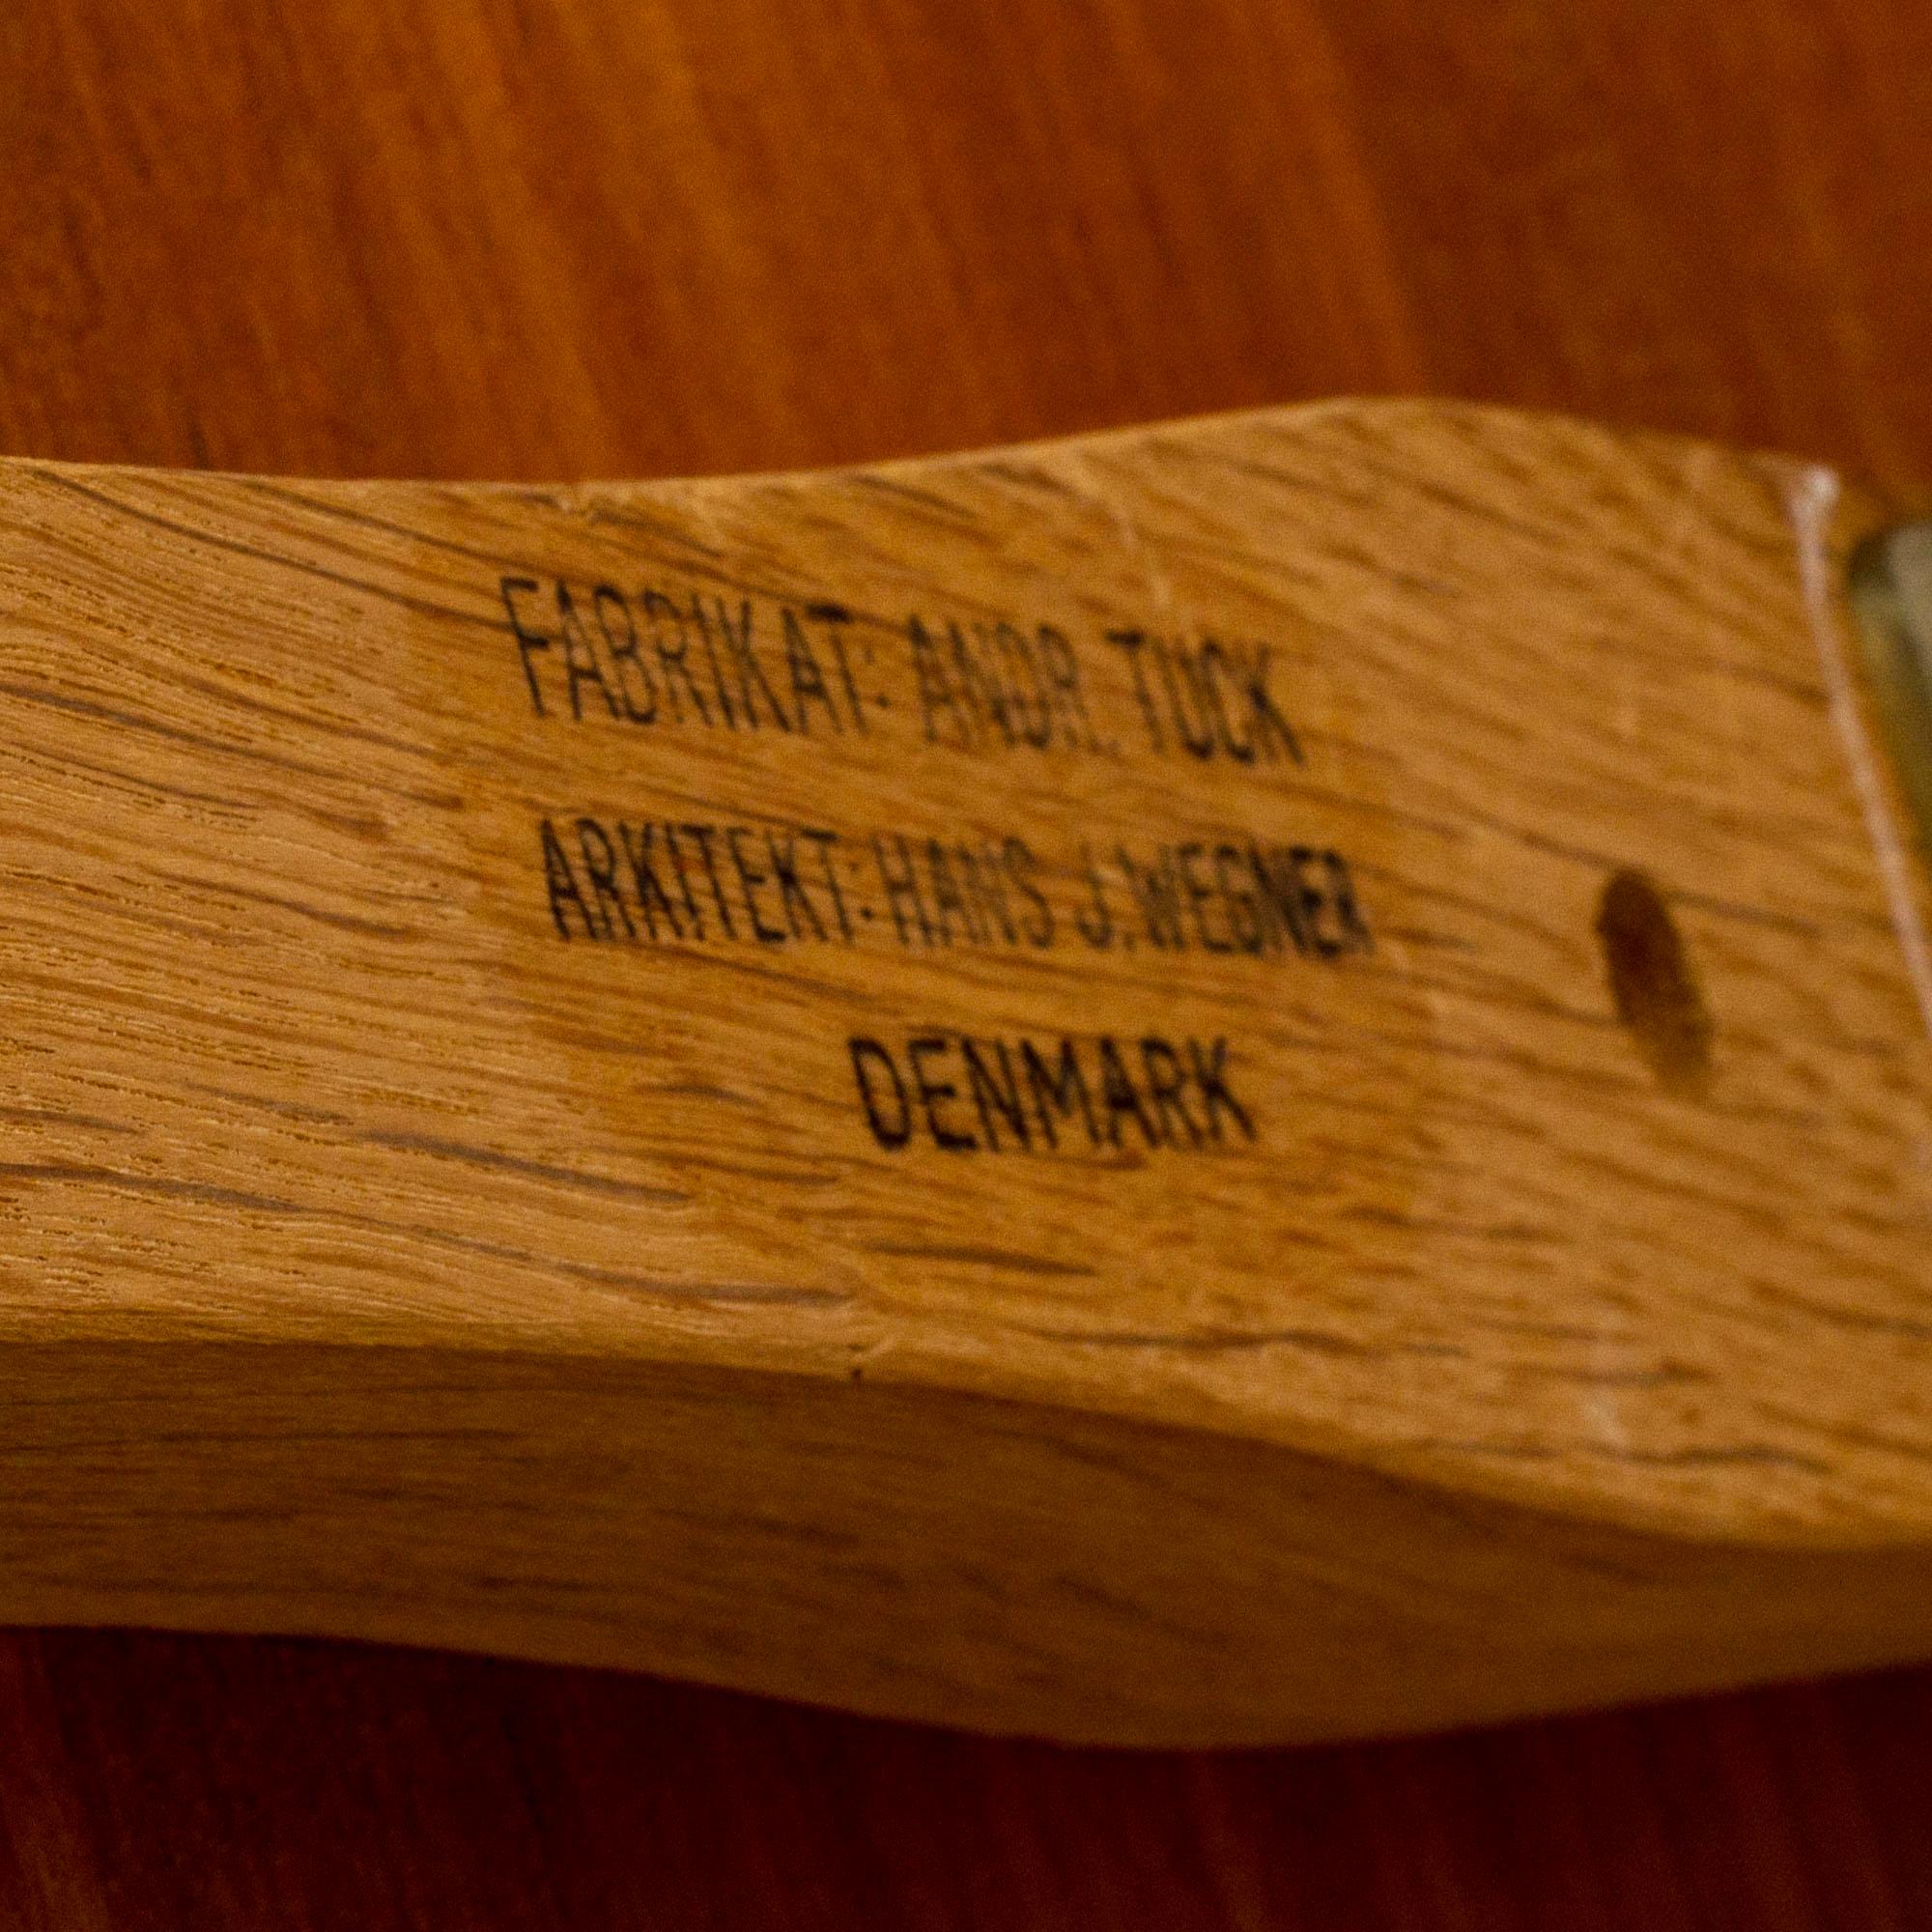 FABRIKAT: ANDR. TUCK
ARKITEKT: HANS J. WEGNER
DENMARK